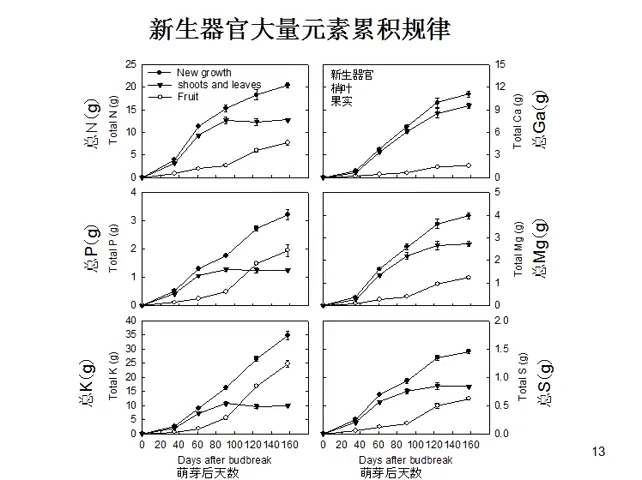 新生器官大量元素累积规律
25
20
15
10
5
0
总N(g)
Total N (g)
New growth
shoots and leaves
Fruit
新生器官
梢叶
果实
15
12
9
6
3
0
Total Ca (g)
总Ga(g)
4
3
2
1
0
总P(g)
Total P (g)
5
4
3
2
1
0
Total Mg (g)
总Mg(g)
40
35
30
25
20
15
10
5
0
总K(g)
Total K (g)
2.0
1.5
1.0
0.5
0.0
Total S (g)
总S(g)
0 20 40 60 80 100 120 140 160
0 20 40 60 80 100 120 140 160
Days after budbreak
Days after budbreak
萌芽后天数
萌芽后天数
13